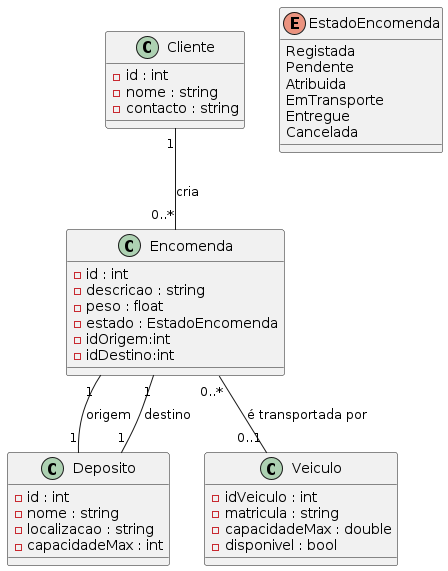 Cliente
id : int
nome : string
contacto : string
EstadoEncomenda
Registada
Pendente
Atribuida
EmTransporte
Entregue
Cancelada
1
cria
0..*
Encomenda
id : int
descricao : string
peso : float
estado : EstadoEncomenda
idOrigem:int
idDestino:int
1
1
0..*
origem
destino
é transportada por
1
1
0..1
Deposito
id : int
nome : string
localizacao : string
capacidadeMax : int
Veiculo
idVeiculo : int
matricula : string
capacidadeMax : double
disponivel : bool